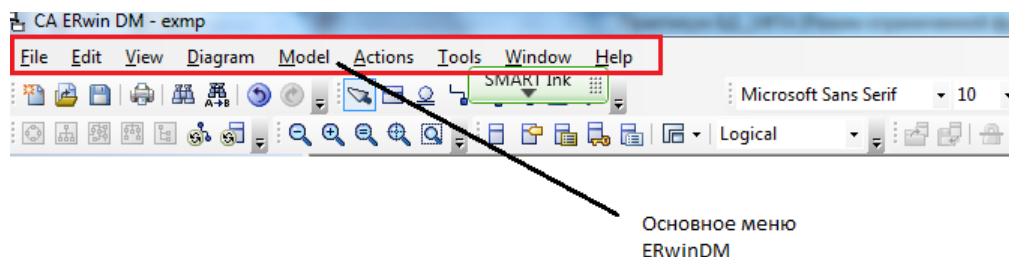 CA ERwin DM - exmp
File Edit View Diagram Model Actions Tools Window Help
SMART Ink
Microsoft Sans Serif 10
A→B
Logical
Основное меню
ERwinDM